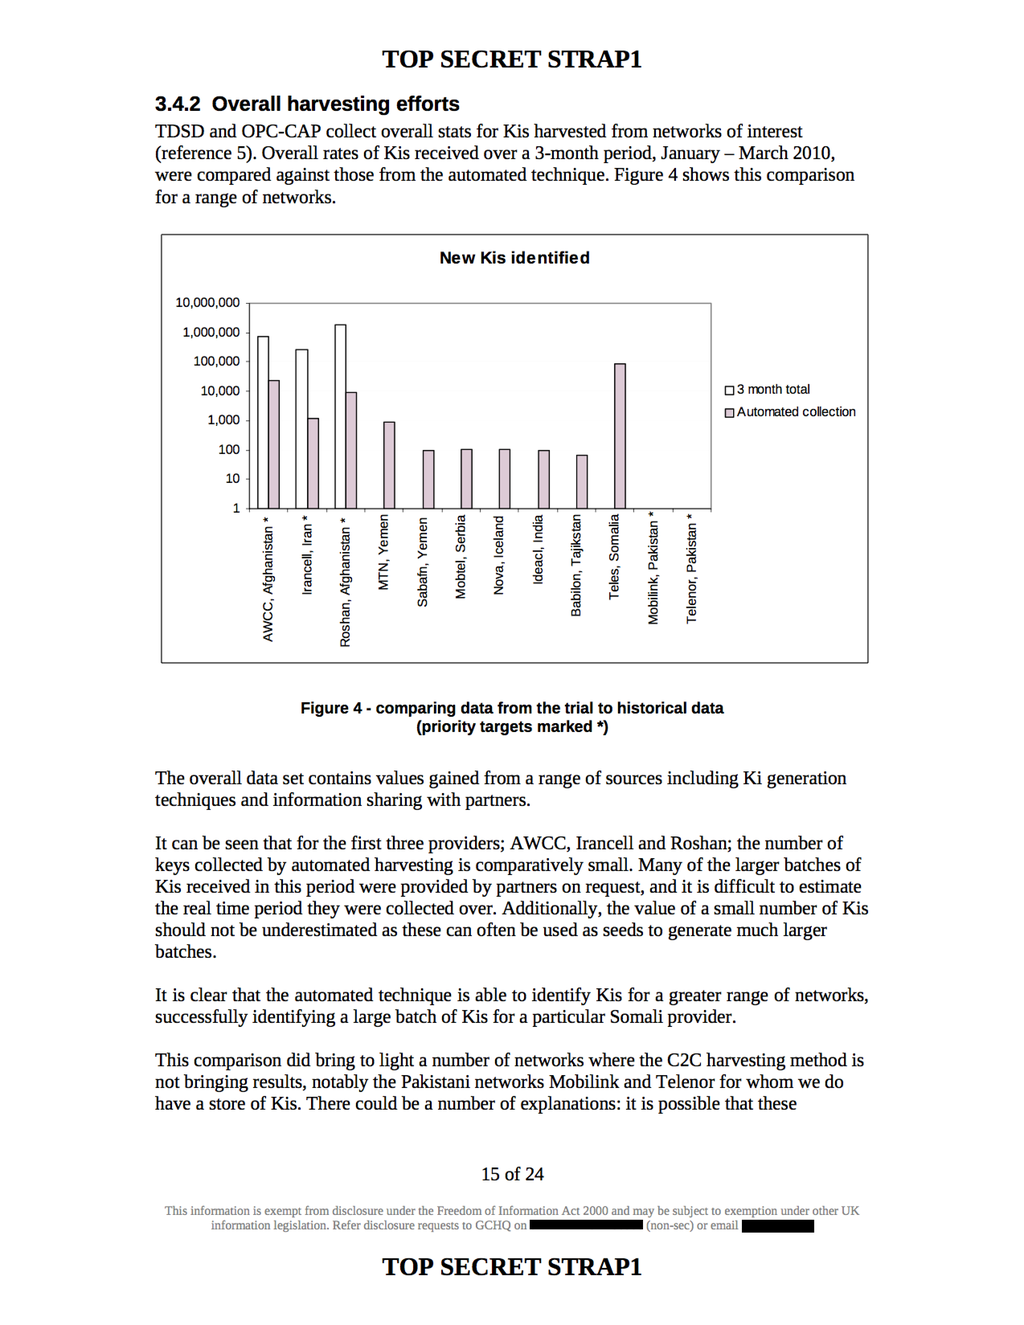 TOP SECRET STRAP1
3.4.2 Overall harvesting efforts
TDSD and OPC-CAP collect overall stats for Kis harvested from networks of interest
(reference 5). Overall rates of Kis received over a 3-month period, January – March 2010,
were compared against those from the automated technique. Figure 4 shows this comparison
for a range of networks.
New Kis identified
10,000,000
1,000,000
100,000
10,000
1,000
100
10
1
3 month total
Automated collection
AWCC, Afghanistan *
Irancell, Iran *
Roshan, Afghanistan *
MTN, Yemen
Sabafn, Yemen
Mobtel, Serbia
Nova, Iceland
Ideacl, India
Babilon, Tajikstan
Teles, Somalia
Mobilink, Pakistan *
Telenor, Pakistan *
Figure 4 - comparing data from the trial to historical data
(priority targets marked *)
The overall data set contains values gained from a range of sources including Ki generation
techniques and information sharing with partners.
It can be seen that for the first three providers; AWCC, Irancell and Roshan; the number of
keys collected by automated harvesting is comparatively small. Many of the larger batches of
Kis received in this period were provided by partners on request, and it is difficult to estimate
the real time period they were collected over. Additionally, the value of a small number of Kis
should not be underestimated as these can often be used as seeds to generate much larger
batches.
It is clear that the automated technique is able to identify Kis for a greater range of networks,
successfully identifying a large batch of Kis for a particular Somali provider.
This comparison did bring to light a number of networks where the C2C harvesting method is
not bringing results, notably the Pakistani networks Mobilink and Telenor for whom we do
have a store of Kis. There could be a number of explanations: it is possible that these
15 of 24
This information is exempt from disclosure under the Freedom of Information Act 2000 and may be subject to exemption under other UK
information legislation. Refer disclosure requests to GCHQ on (non-sec) or email
TOP SECRET STRAP1